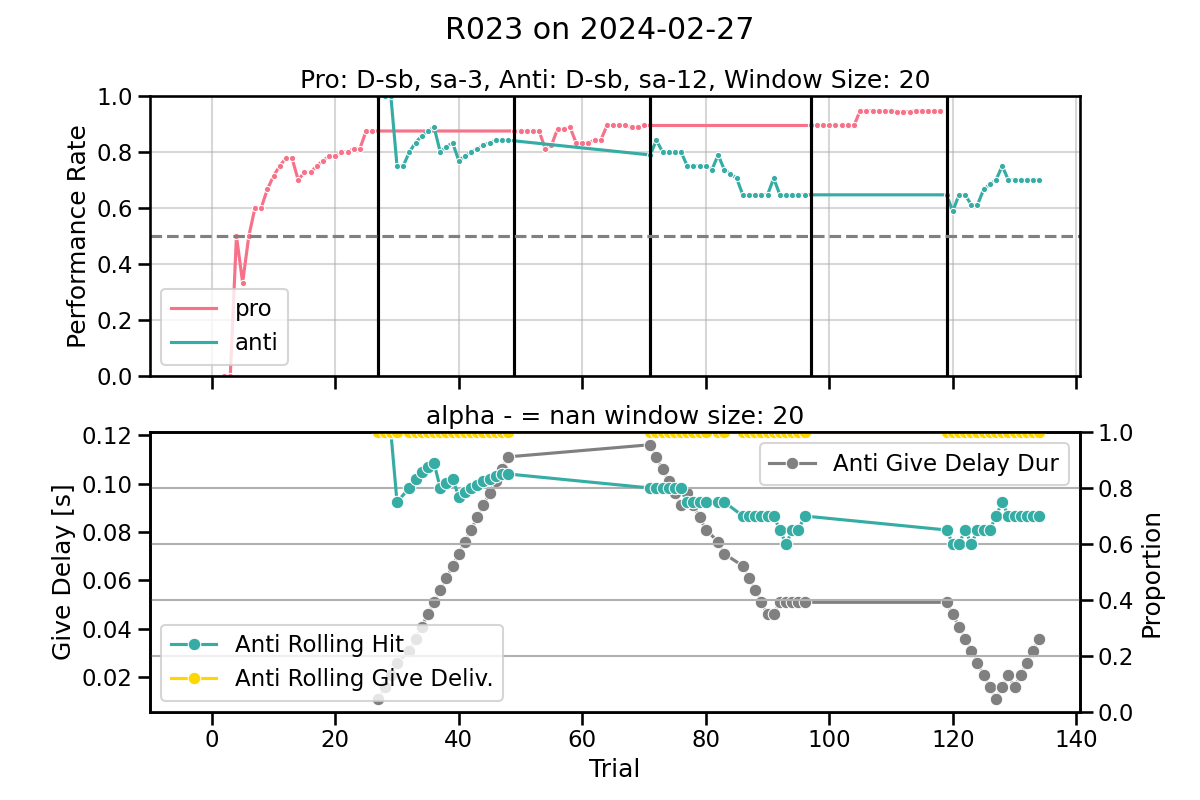 R023 on 2024-02-27
Pro: D-sb, sa-3, Anti: D-sb, sa-12, Window Size: 20
1.0
0.8
0.6
0.4
0.2
0.0
Performance Rate
pro
anti
alpha - = nan window size: 20
0.12
0.10
0.08
0.06
0.04
0.02
Give Delay [s]
Anti Give Delay Dur
Anti Rolling Hit
Anti Rolling Give Deliv.
1.0
0.8
0.6
0.4
0.2
0.0
Proportion
0 20 40 60 80 100 120 140
Trial